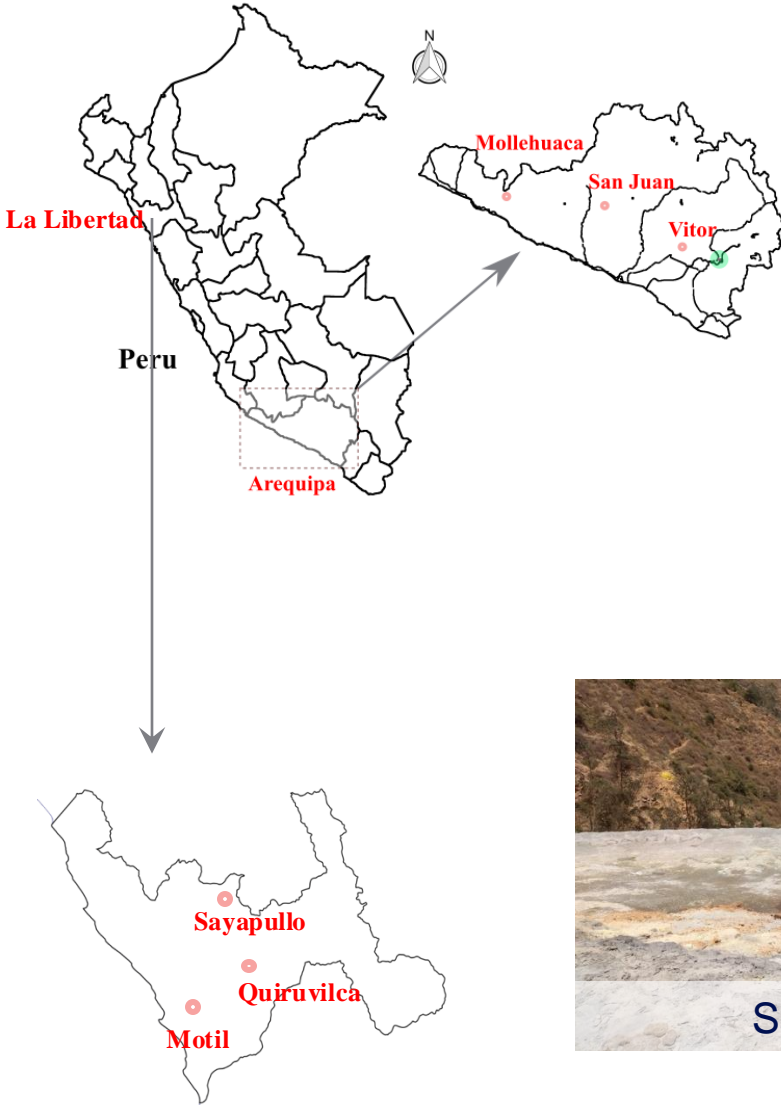 N
Mollehuaca
San Juan
La Libertad
Vitor
Peru
Arequipa
Sayapullo
Quiruvilca
Motil
S